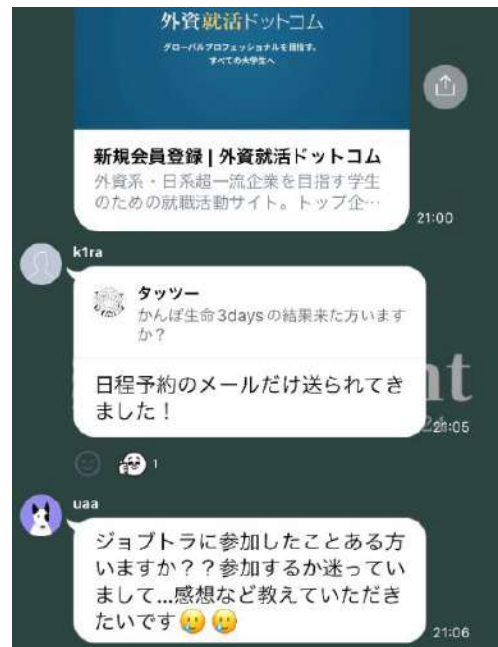 外資就活ドットコム
グローバルプロフェッショナルを目指す、
すべての大学生へ
新規会員登録 | 外資就活ドットコム
外資系・日系超一流企業を目指す学生
のための就職活動サイト。トップ企…
21:00
k1ra
タッツー
かんぽ生命3daysの結果来た方います
か？
日程予約のメールだけ送られてき
ました！
nt
21:05
1
uaa
ジョブトラに参加したことある方
いますか？？参加するか迷ってい
まして...感想など教えていただき
たいです🥲🥲
21:06